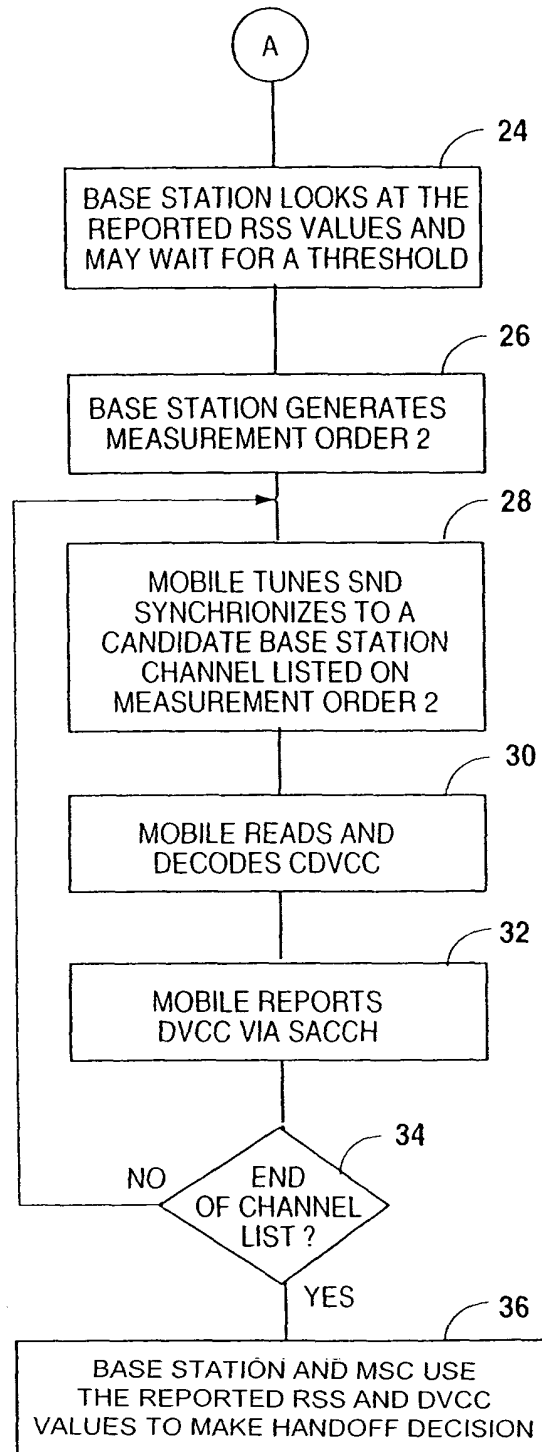 A
24
BASE STATION LOOKS AT THE
REPORTED RSS VALUES AND
MAY WAIT FOR A THRESHOLD
26
BASE STATION GENERATES
MEASUREMENT ORDER 2
28
MOBILE TUNES SND
SYNCHRIONIZES TO A
CANDIDATE BASE STATION
CHANNEL LISTED ON
MEASUREMENT ORDER 2
30
MOBILE READS AND
DECODES CDVCC
32
MOBILE REPORTS
DVCC VIA SACCH
34
NO
END
OF CHANNEL
LIST ?
YES
36
BASE STATION AND MSC USE
THE REPORTED RSS AND DVCC
VALUES TO MAKE HANDOFF DECISION